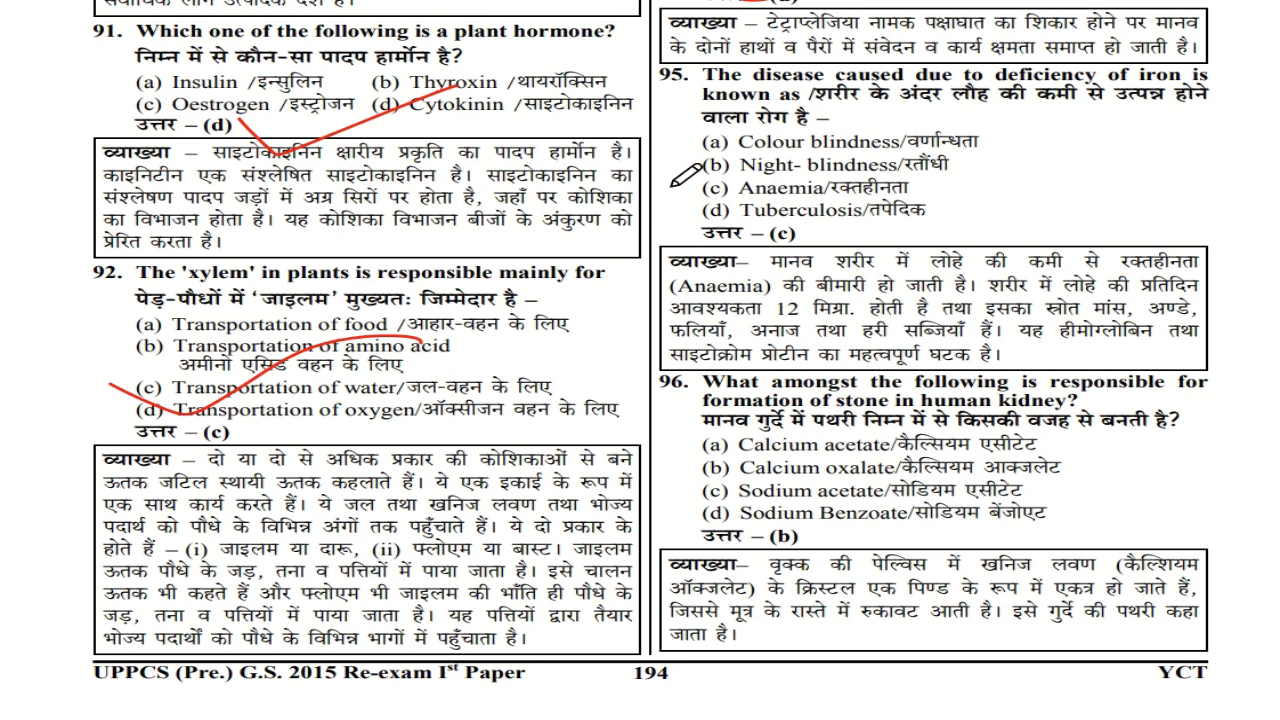 सर्वाधिक लोग उत्पादक देश है।
91. Which one of the following is a plant hormone?
निम्न में से कौन-सा पादप हार्मोन है?
(a) Insulin/इन्सुलिन (b) Thyroxin /थायरॉक्सिन
(c) Oestrogen/इस्ट्रोजन (d) Cytokinin /साइटोकाइनिन
उत्तर – (d)
व्याख्या – साइटोकाइनिन क्षारीय प्रकृति का पादप हार्मोन है।
काइनिटीन एक संश्लेषित साइटोकाइनिन है। साइटोकाइनिन का
संश्लेषण पादप जड़ों में अग्र सिरों पर होता है, जहाँ पर कोशिका
का विभाजन होता है। यह कोशिका विभाजन बीजों के अंकुरण को
प्रेरित करता है।
92. The 'xylem' in plants is responsible mainly for
पेड़-पौधों में ‘जाइलम’ मुख्यतः जिम्मेदार है –
(a) Transportation of food /आहार-वहन के लिए
(b) Transportation of amino acid
अमीनों एसिड वहन के लिए
(c) Transportation of water/जल-वहन के लिए
(d) Transportation of oxygen/ऑक्सीजन वहन के लिए
उत्तर – (c)
व्याख्या – दो या दो से अधिक प्रकार की कोशिकाओं से बने
ऊतक जटिल स्थायी ऊतक कहलाते हैं। ये एक इकाई के रूप में
एक साथ कार्य करते हैं। ये जल तथा खनिज लवण तथा भोज्य
पदार्थ को पौधे के विभिन्न अंगों तक पहुँचाते हैं। ये दो प्रकार के
होते हैं – (i) जाइलम या दारू, (ii) फ्लोएम या बास्ट। जाइलम
ऊतक पौधे के जड़, तना व पत्तियों में पाया जाता है। इसे चालन
ऊतक भी कहते हैं और फ्लोएम भी जाइलम की भाँति ही पौधे के
जड़, तना व पत्तियों में पाया जाता है। यह पत्तियों द्वारा तैयार
भोज्य पदार्थों को पौधे के विभिन्न भागों में पहुँचाता है।
व्याख्या – टेट्राप्लेजिया नामक पक्षाघात का शिकार होने पर मानव
के दोनों हाथों व पैरों में संवेदन व कार्य क्षमता समाप्त हो जाती है।
95. The disease caused due to deficiency of iron is
known as /शरीर के अंदर लौह की कमी से उत्पन्न होने
वाला रोग है –
(a) Colour blindness/वर्णान्धता
(b) Night- blindness/रतौंधी
(c) Anaemia/रक्तहीनता
(d) Tuberculosis/तपेदिक
उत्तर – (c)
व्याख्या– मानव शरीर में लोहे की कमी से रक्तहीनता
(Anaemia) की बीमारी हो जाती है। शरीर में लोहे की प्रतिदिन
आवश्यकता 12 मिग्रा. होती है तथा इसका स्रोत मांस, अण्डे,
फलियाँ, अनाज तथा हरी सब्जियाँ हैं। यह हीमोग्लोबिन तथा
साइटोक्रोम प्रोटीन का महत्वपूर्ण घटक है।
96. What amongst the following is responsible for
formation of stone in human kidney?
मानव गुर्दे में पथरी निम्न में से किसकी वजह से बनती है?
(a) Calcium acetate/कैल्सियम एसीटेट
(b) Calcium oxalate/कैल्सियम आक्जलेट
(c) Sodium acetate/सोडियम एसीटेट
(d) Sodium Benzoate/सोडियम बेंजोएट
उत्तर – (b)
व्याख्या– वृक्क की पेल्विस में खनिज लवण (कैल्शियम
ऑक्जलेट) के क्रिस्टल एक पिण्ड के रूप में एकत्र हो जाते हैं,
जिससे मूत्र के रास्ते में रुकावट आती है। इसे गुर्दे की पथरी कहा
जाता है।
UPPCS (Pre.) G.S. 2015 Re-exam Ist Paper 194 YCT